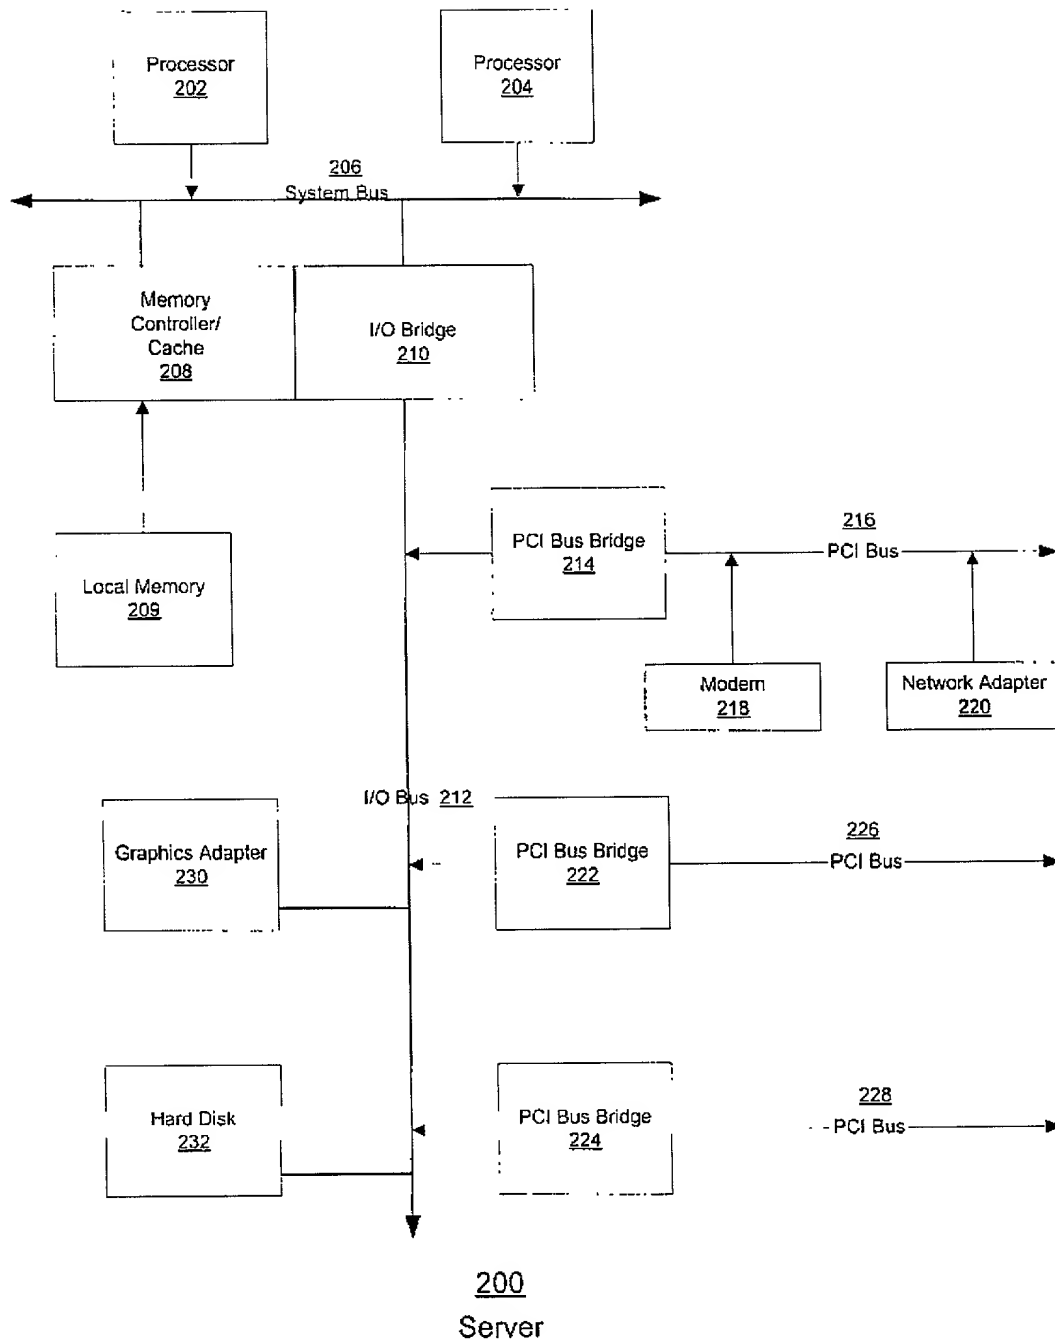 Processor
202
Processor
204
206
System Bus
Memory
Controller/
Cache
208
I/O Bridge
210
PCI Bus Bridge
214
216
PCI Bus
Local Memory
209
Modem
218
Network Adapter
220
I/O Bus 212
Graphics Adapter
230
PCI Bus Bridge
222
226
PCI Bus
Hard Disk
232
PCI Bus Bridge
224
228
PCI Bus
200
Server